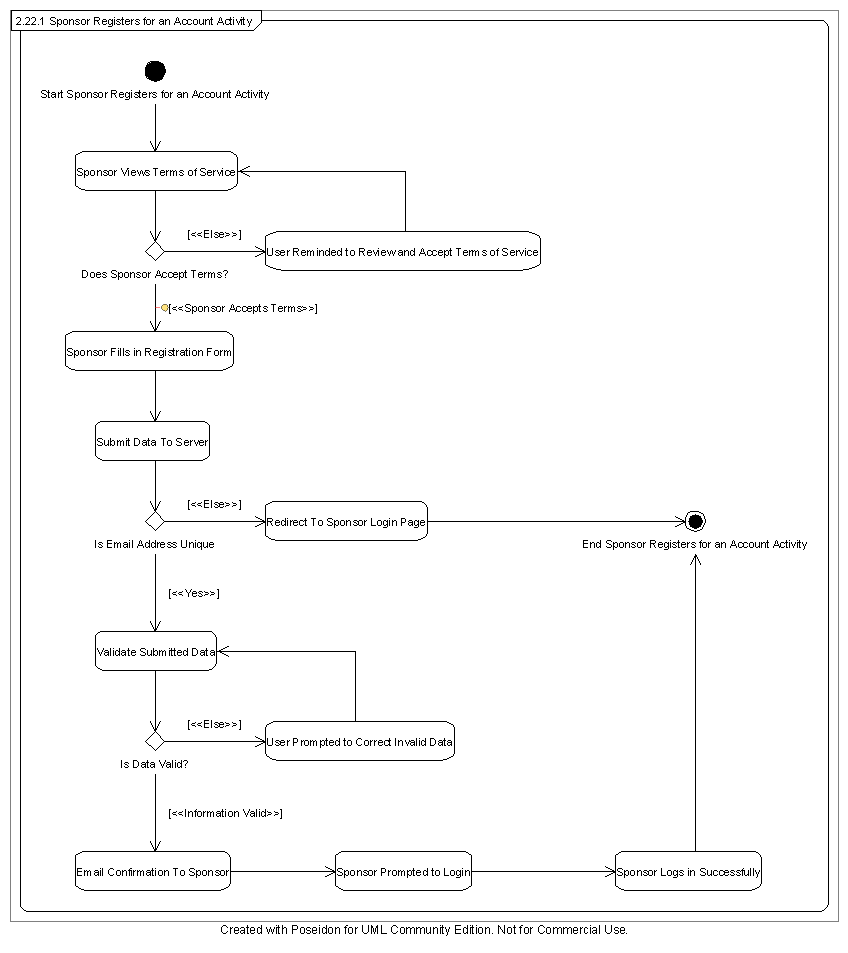 2.22.1 Sponsor Registers for an Account Activity
Start Sponsor Registers for an Account Activity
Sponsor Views Terms of Service
[<<Else>>]
User Reminded to Review and Accept Terms of Service
Does Sponsor Accept Terms?
[<<Sponsor Accepts Terms>>]
Sponsor Fills in Registration Form
Submit Data To Server
[<<Else>>]
Redirect To Sponsor Login Page
Is Email Address Unique
End Sponsor Registers for an Account Activity
[<<Yes>>]
Validate Submitted Data
[<<Else>>]
User Prompted to Correct Invalid Data
Is Data Valid?
[<<Information Valid>>]
Email Confirmation To Sponsor
Sponsor Prompted to Login
Sponsor Logs in Successfully
Created with Poseidon for UML Community Edition. Not for Commercial Use.